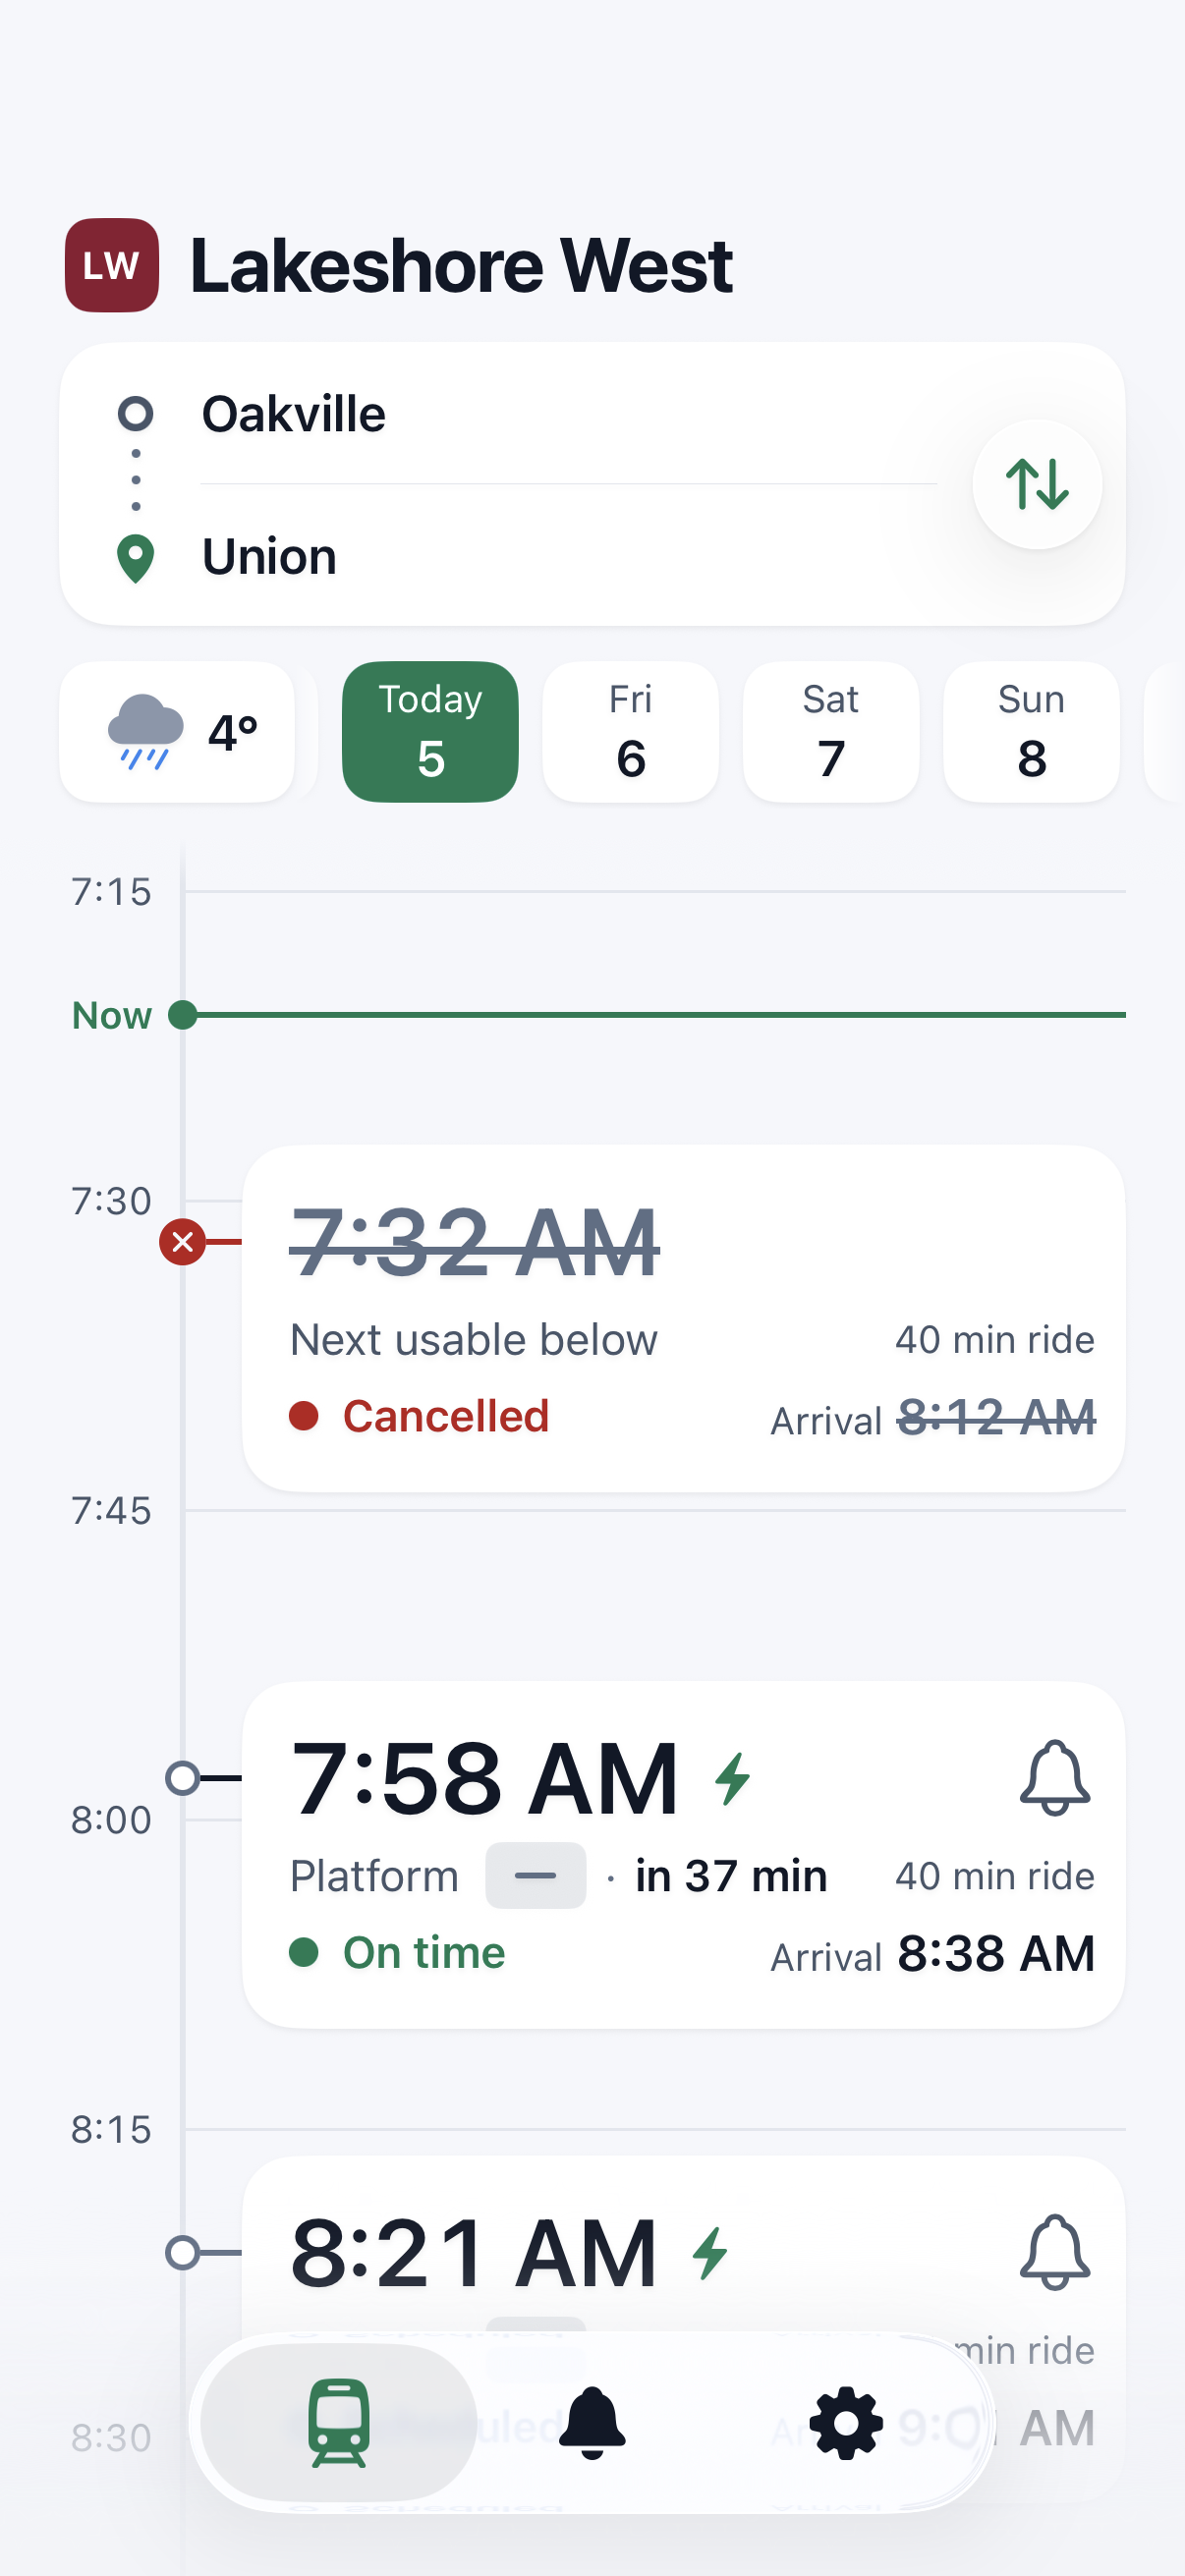 LW Lakeshore West
Oakville
Union
4°
Today 5
Fri 6
Sat 7
Sun 8
7:15
Now
7:30
7:32 AM
Next usable below 40 min ride
Cancelled Arrival 8:12 AM
7:45
7:58 AM
8:00
Platform — · in 37 min 40 min ride
On time Arrival 8:38 AM
8:15
8:21 AM
min ride
8:30
AM